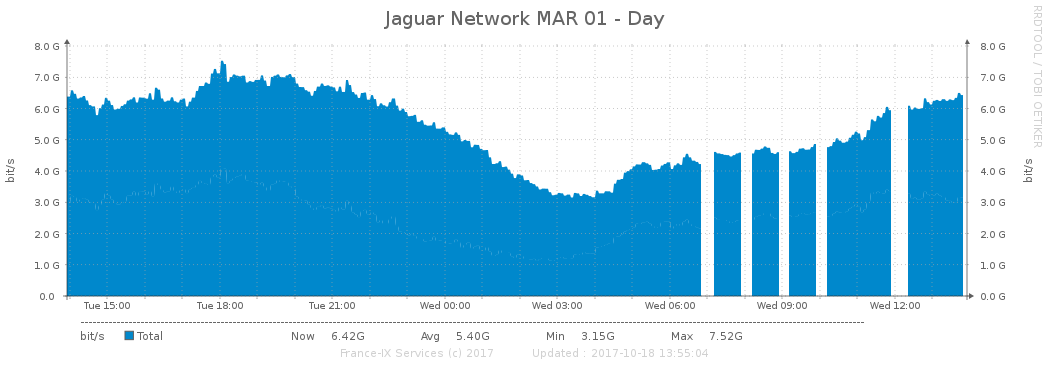 Jaguar Network MAR 01 - Day
RRDTOOL / TOBI OETIKER
bit/s
8.0 G 8.0 G
7.0 G 7.0 G
6.0 G 6.0 G
5.0 G 5.0 G
4.0 G 4.0 G
3.0 G 3.0 G
2.0 G 2.0 G
1.0 G 1.0 G
0.0 0.0 G
bit/s
Tue 15:00 Tue 18:00 Tue 21:00 Wed 00:00 Wed 03:00 Wed 06:00 Wed 09:00 Wed 12:00
bit/s Total Now 6.42G Avg 5.40G Min 3.15G Max 7.52G
France-IX Services (c) 2017 Updated : 2017-10-18 13:55:04